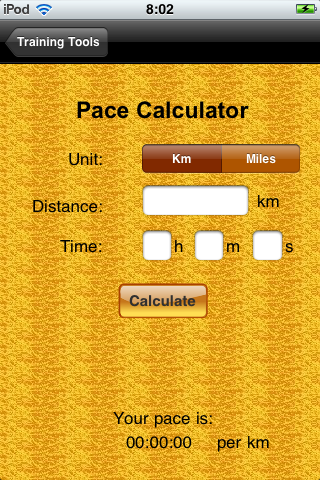 iPod 8:02
Training Tools
Pace Calculator
Unit: Km Miles
Distance: km
Time: h m s
Calculate
Your pace is:
00:00:00 per km